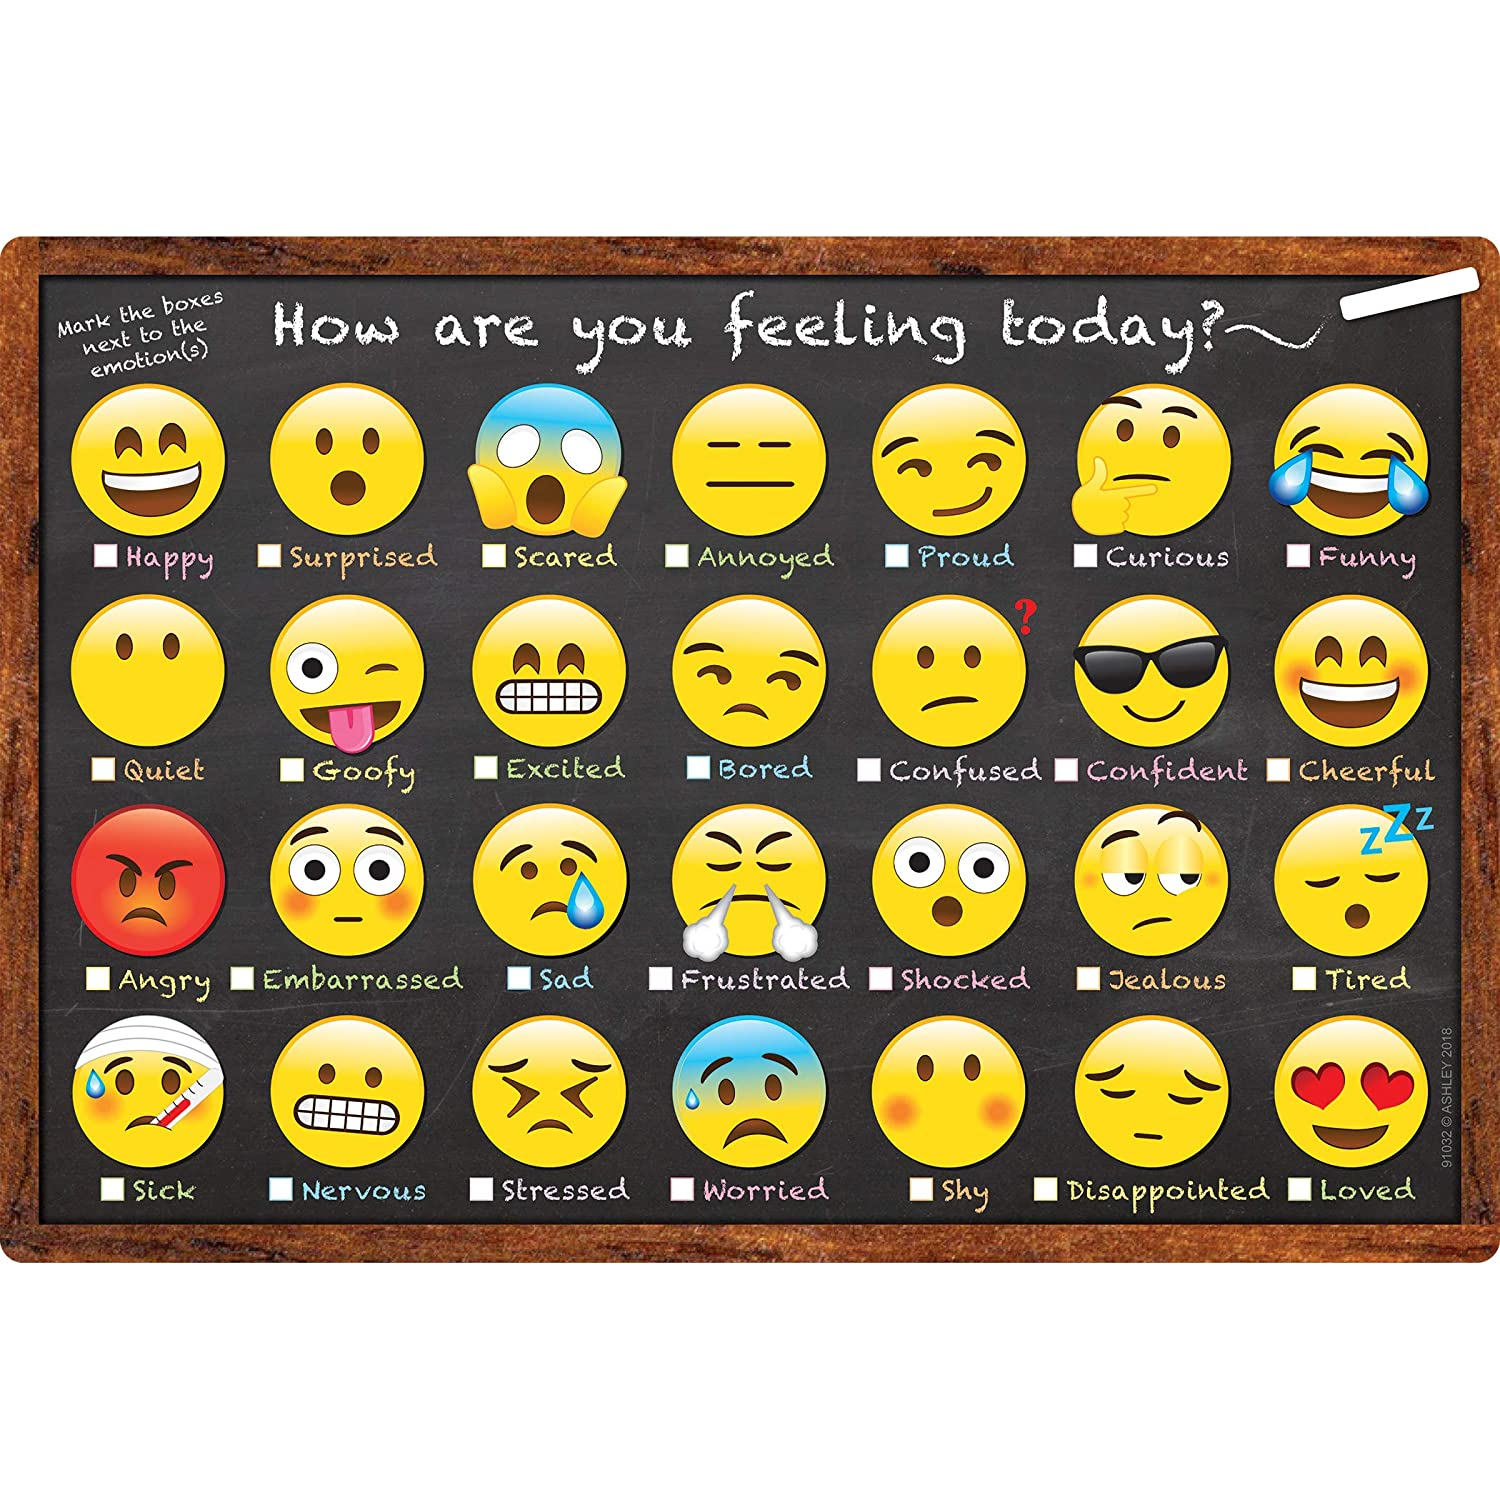 Mark the boxes
next to the
emotion(s)
How are you feeling today?
Happy Surprised Scared Annoyed Proud Curious Funny
?
Quiet Goofy Excited Bored Confused Confident Cheerful
zZz
Angry Embarrassed Sad Frustrated Shocked Jealous Tired
Sick Nervous Stressed Worried Shy Disappointed Loved
91032 © ASHLEY 2018